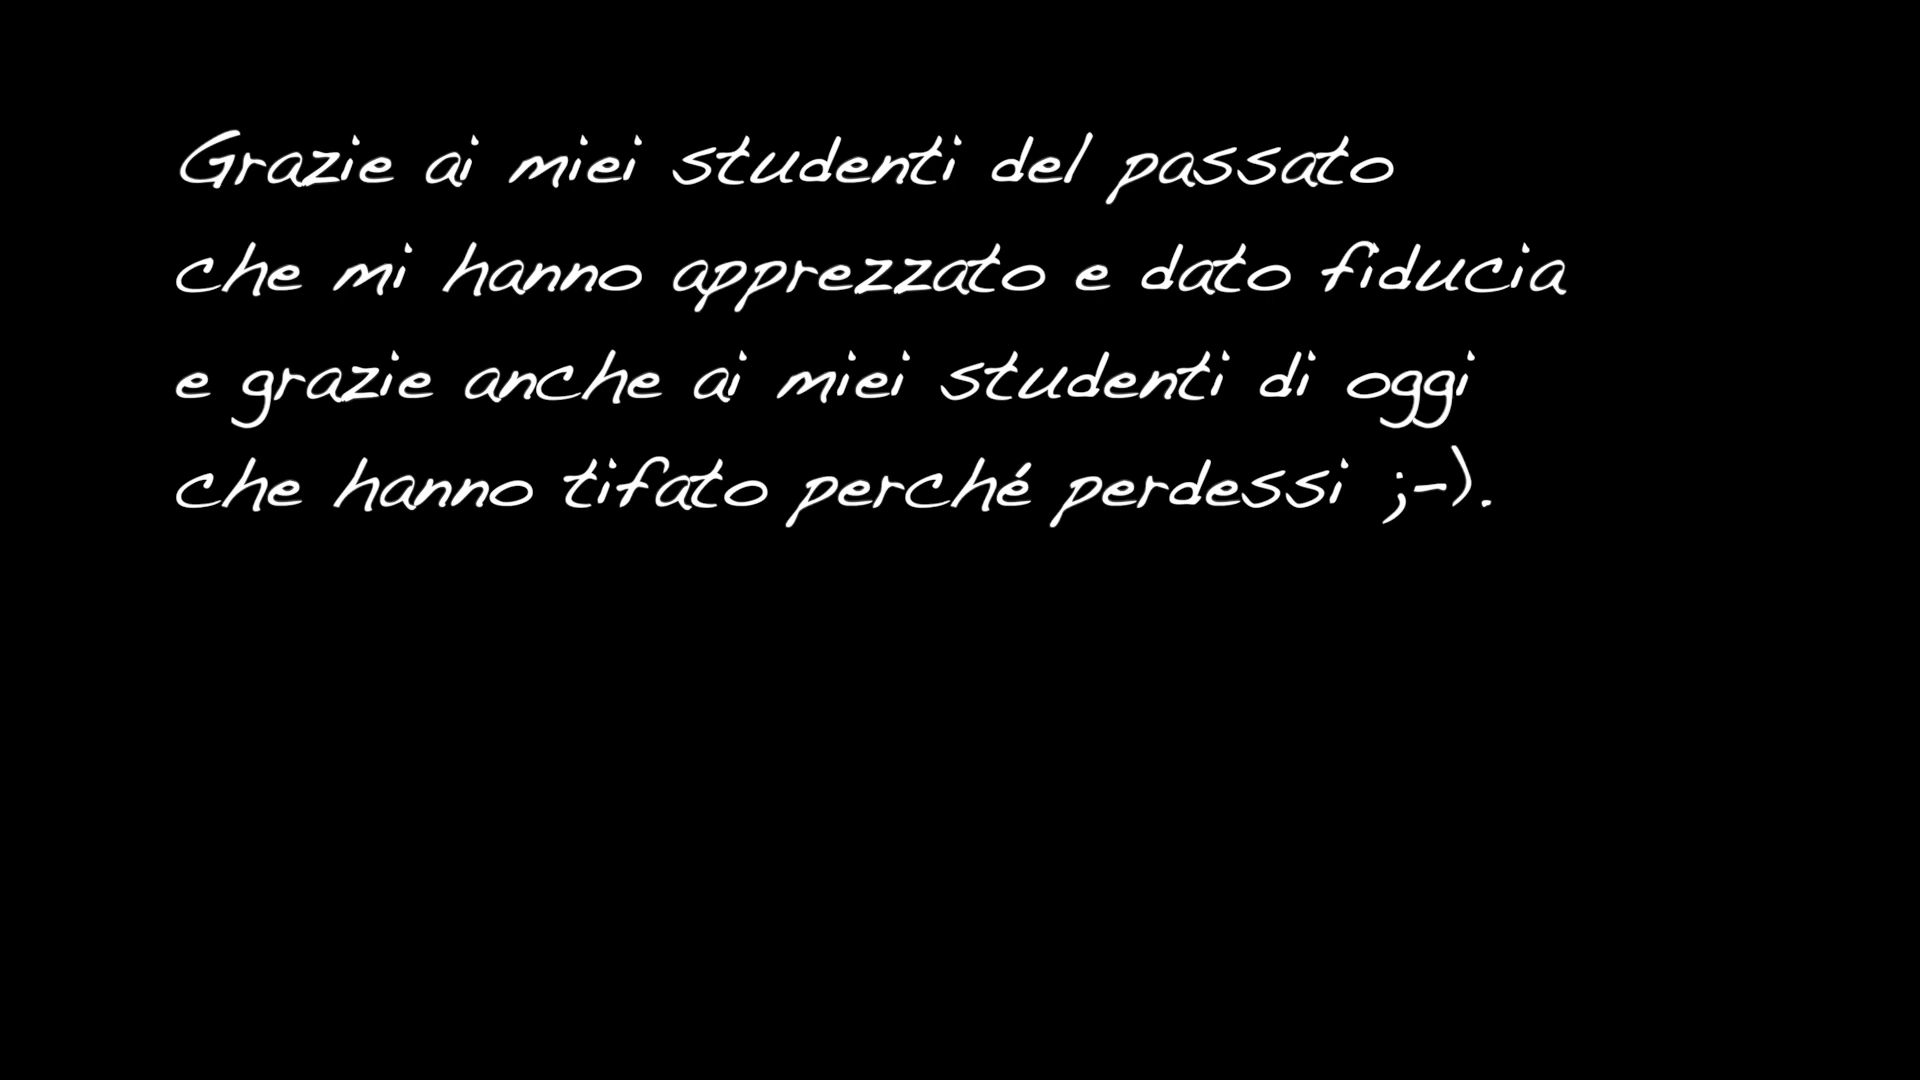 Grazie ai miei studenti del passato
che mi hanno apprezzato e dato fiducia
e grazie anche ai miei studenti di oggi
che hanno tifato perché perdessi ;-).